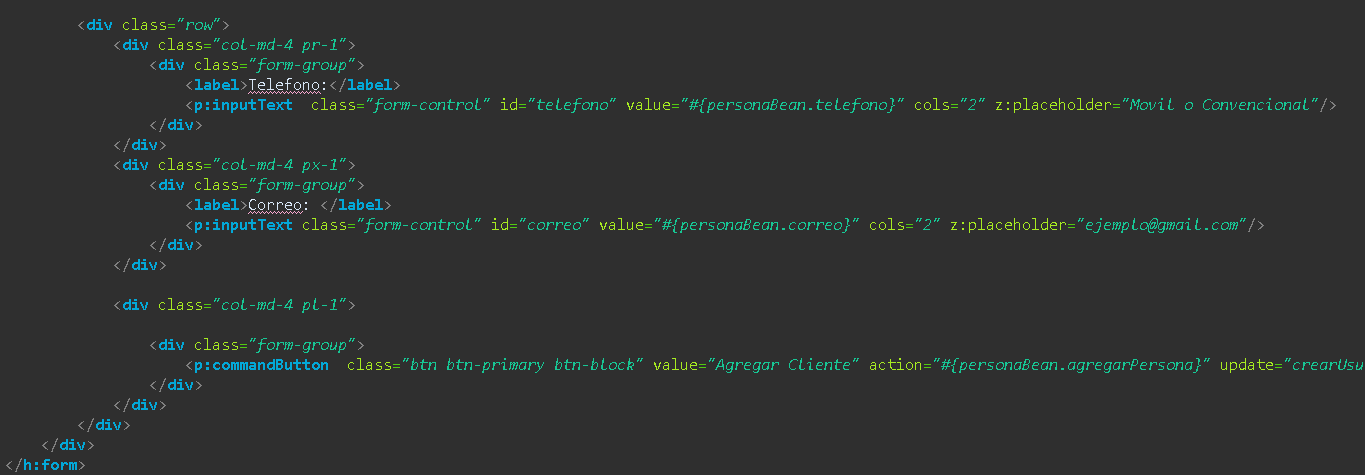 <div class="row">
<div class="col-md-4 pr-1">
<div class="form-group">
<label>Telefono:</label>
<p:inputText  class="form-control" id="telefono" value="#{personaBean.telefono}" cols="2" z:placeholder="Movil o Convencional"/>
</div>
</div>
<div class="col-md-4 px-1">
<div class="form-group">
<label>Correo: </label>
<p:inputText class="form-control" id="correo" value="#{personaBean.correo}" cols="2" z:placeholder="ejemplo@gmail.com"/>
</div>
</div>
<div class="col-md-4 pl-1">
<div class="form-group">
<p:commandButton  class="btn btn-primary btn-block" value="Agregar Cliente" action="#{personaBean.agregarPersona}" update="crearUsu
</div>
</div>
</div>
</div>
</h:form>